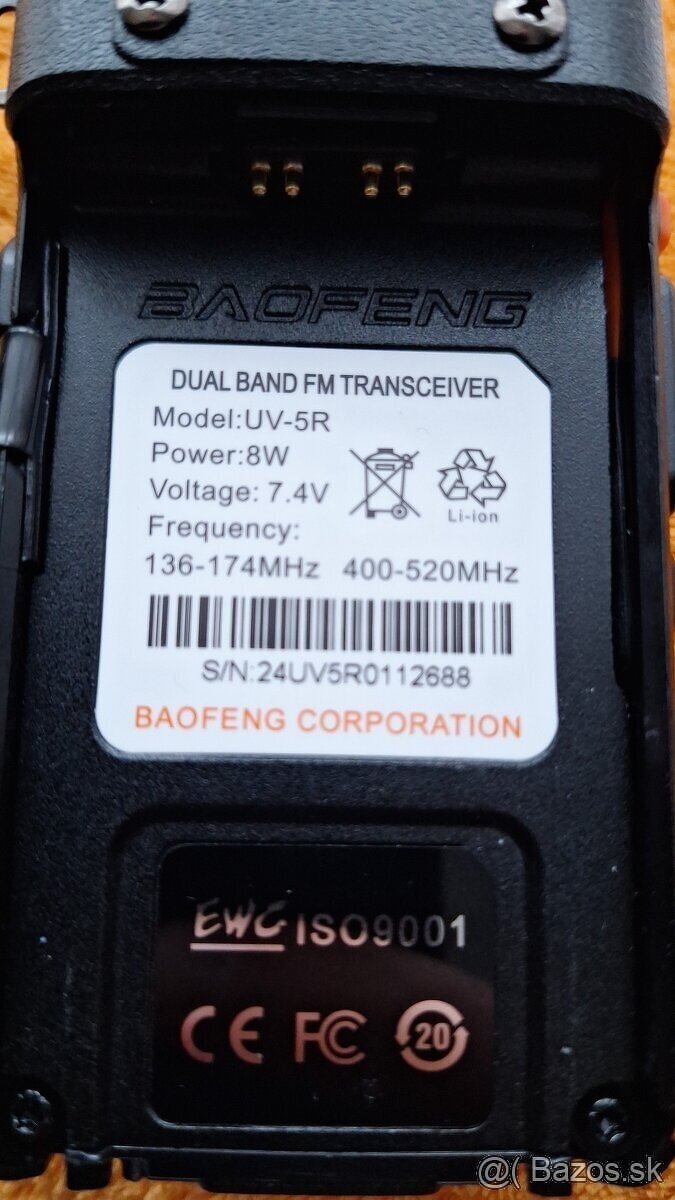 BAOFENG
DUAL BAND FM TRANSCEIVER
Model:UV-5R
Power:8W
Voltage: 7.4V
Li-ion
Frequency:
136-174MHz 400-520MHz
S/N:24UV5R0112688
BAOFENG CORPORATION
EWC ISO9001
CE FC 20
@( Bazos.sk